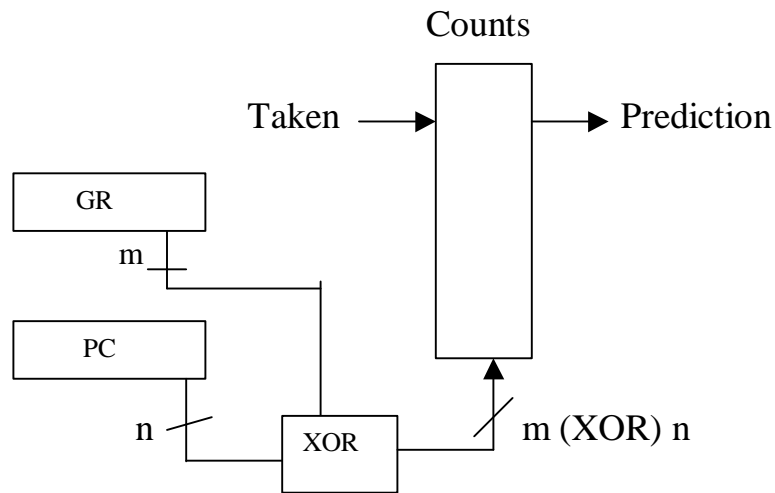 Counts
Taken
Prediction
GR
m
PC
n
XOR
m (XOR) n